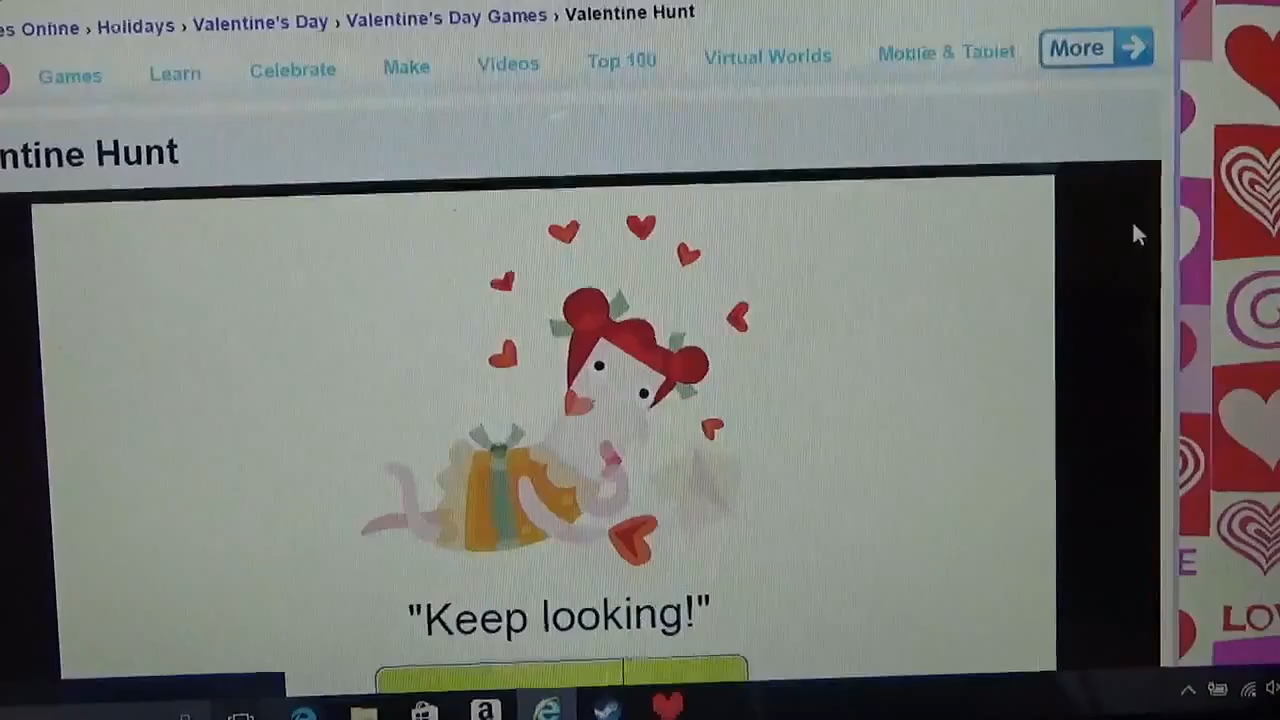 es Online › Holidays › Valentine's Day › Valentine's Day Games › Valentine Hunt
Games Learn Celebrate Make Videos Top 100 Virtual Worlds Mobile & Tablet More
ntine Hunt
"Keep looking!"
E
LO
a